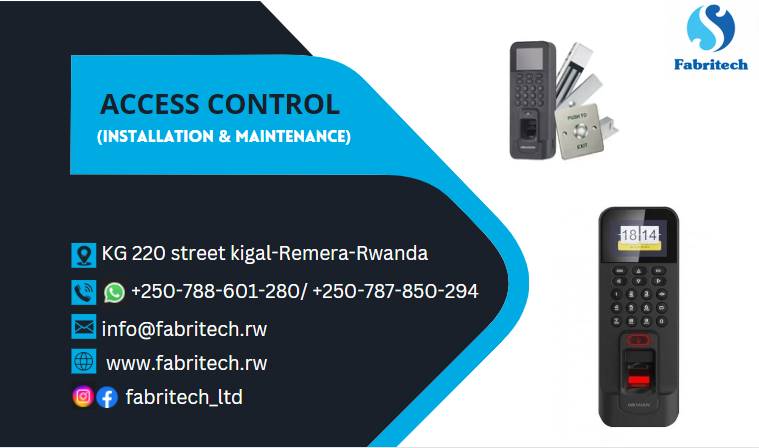 Fabritech
ACCESS CONTROL
(INSTALLATION & MAINTENANCE)
PUSH TO
EXIT
18 14
KG 220 street kigal-Remera-Rwanda
+250-788-601-280/ +250-787-850-294
info@fabritech.rw
www.fabritech.rw
fabritech_ltd